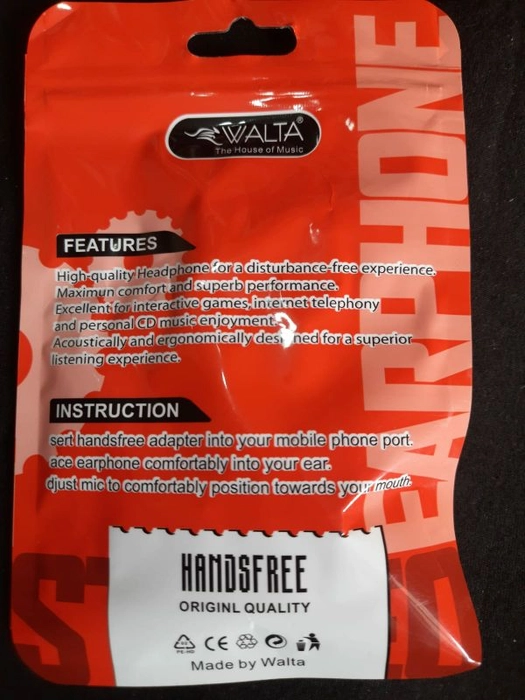 WALTA®
The House of Music
EARPHONE
FEATURES
High-quality Headphone for a disturbance-free experience.
Maximun comfort and superb performance.
Excellent for interactive games, internet telephony
and personal CD music enjoyment
Acoustically and ergonomically designed for a superior
listening experience.
INSTRUCTION
sert handsfree adapter into your mobile phone port.
ace earphone comfortably into your ear.
djust mic to comfortably position towards your mouth
HANDSFREE
ORIGINL QUALITY
PE-HD
CE
Made by Walta